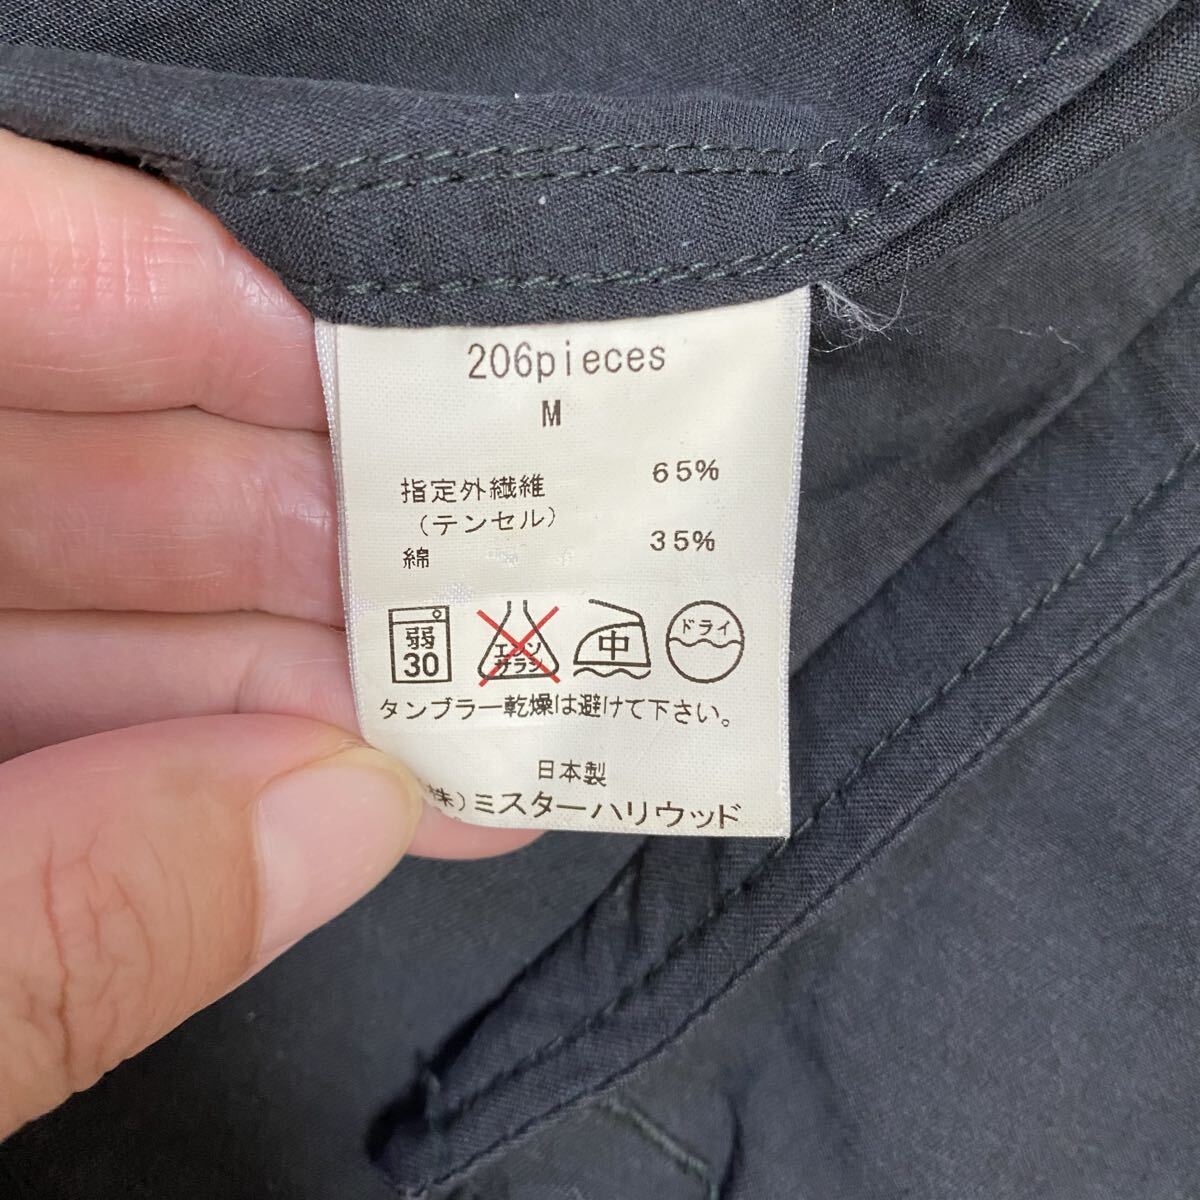 206pieces
M
指定外繊維 65%
(テンセル)
綿 35%
弱 30 エンソ サラシ 中 ドライ
タンブラー乾燥は避けて下さい。
日本製
株)ミスターハリウッド